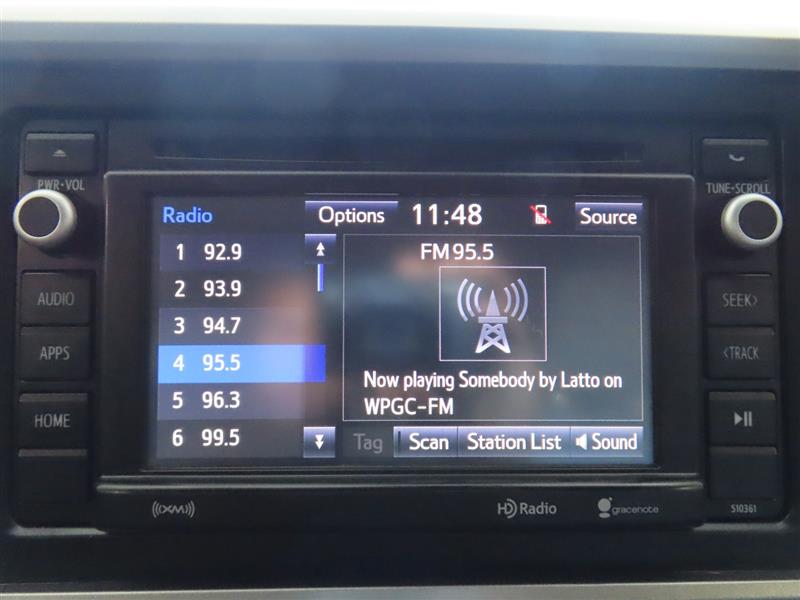 PWR•VOL
TUNE•SCROLL
Radio
Options
11:48
Source
1 92.9
2 93.9
3 94.7
4 95.5
5 96.3
6 99.5
FM95.5
Now playing Somebody by Latto on
WPGC-FM
Tag
Scan
Station List
Sound
AUDIO
APPS
HOME
SEEK>
<TRACK
((XM))
HD Radio
gracenote
510361